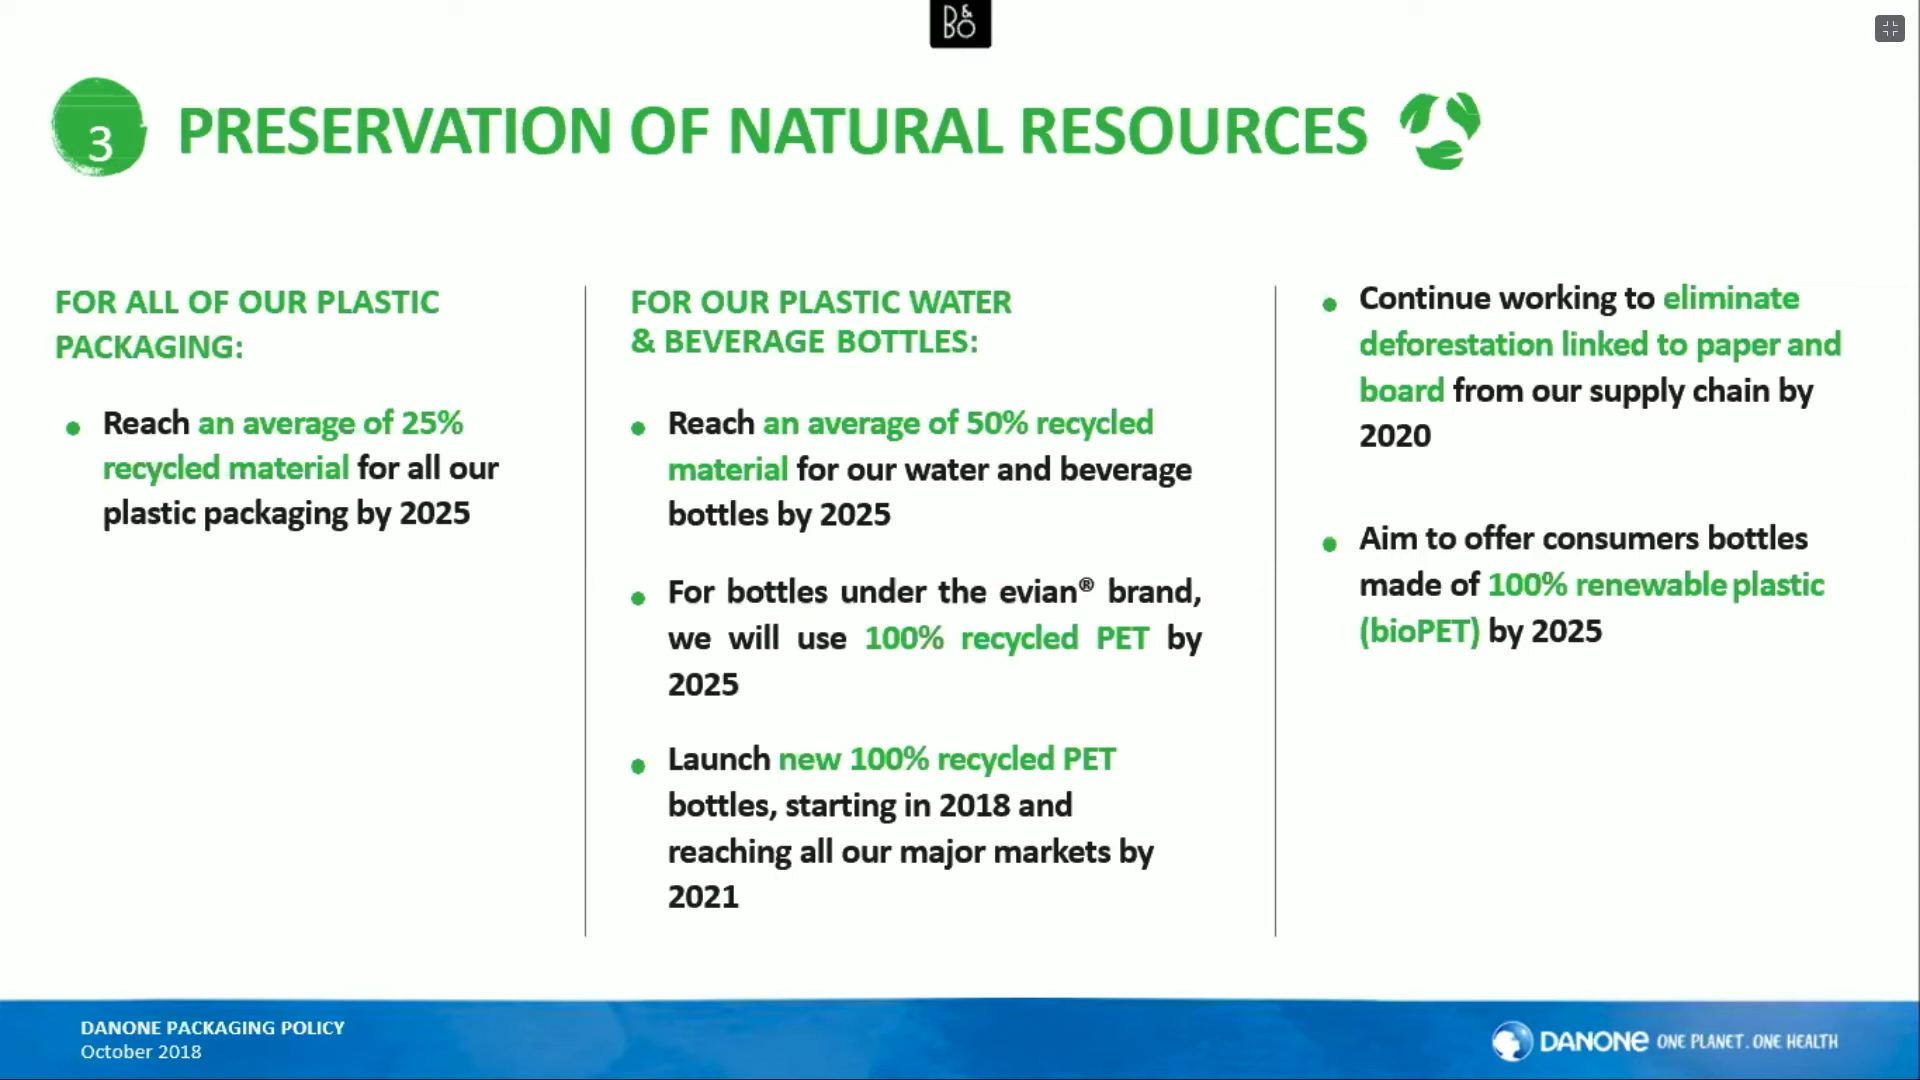 B&O
3
PRESERVATION OF NATURAL RESOURCES
FOR ALL OF OUR PLASTIC
PACKAGING:
Reach an average of 25%
recycled material for all our
plastic packaging by 2025
FOR OUR PLASTIC WATER
& BEVERAGE BOTTLES:
Reach an average of 50% recycled
material for our water and beverage
bottles by 2025
For bottles under the evian® brand,
we will use 100% recycled PET by
2025
Launch new 100% recycled PET
bottles, starting in 2018 and
reaching all our major markets by
2021
Continue working to eliminate
deforestation linked to paper and
board from our supply chain by
2020
Aim to offer consumers bottles
made of 100% renewable plastic
(bioPET) by 2025
DANONE PACKAGING POLICY
October 2018
DANONE ONE PLANET. ONE HEALTH